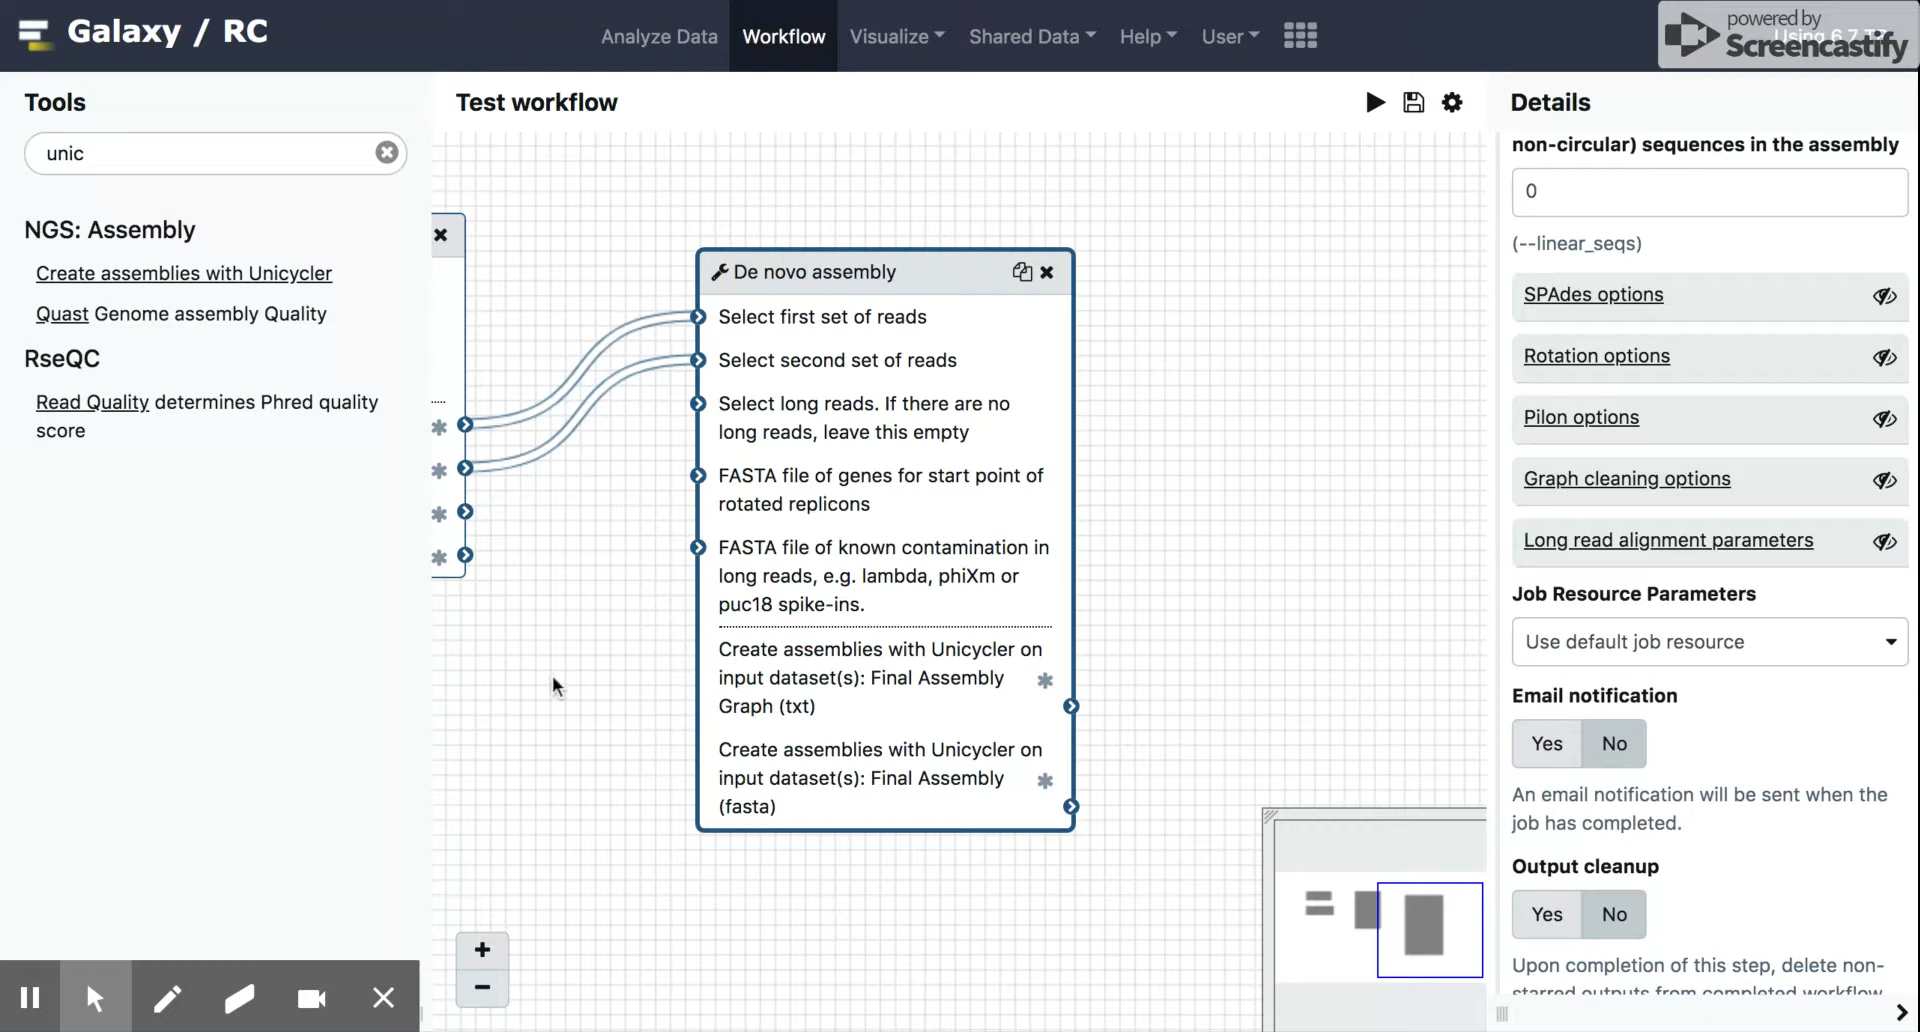 Galaxy / RC
Analyze Data
Workflow
Visualize
Shared Data
Help
User
powered by
Screencastify
Tools
unic
NGS: Assembly
Create assemblies with Unicycler
Quast Genome assembly Quality
RseQC
Read Quality determines Phred quality
score
Test workflow
De novo assembly
Select first set of reads
Select second set of reads
Select long reads. If there are no
long reads, leave this empty
FASTA file of genes for start point of
rotated replicons
FASTA file of known contamination in
long reads, e.g. lambda, phiXm or
puc18 spike-ins.
Create assemblies with Unicycler on
input dataset(s): Final Assembly
Graph (txt)
Create assemblies with Unicycler on
input dataset(s): Final Assembly
(fasta)
Details
non-circular) sequences in the assembly
0
(--linear_seqs)
SPAdes options
Rotation options
Pilon options
Graph cleaning options
Long read alignment parameters
Job Resource Parameters
Use default job resource
Email notification
Yes No
An email notification will be sent when the
job has completed.
Output cleanup
Yes No
Upon completion of this step, delete non-
starred outputs from completed workflow